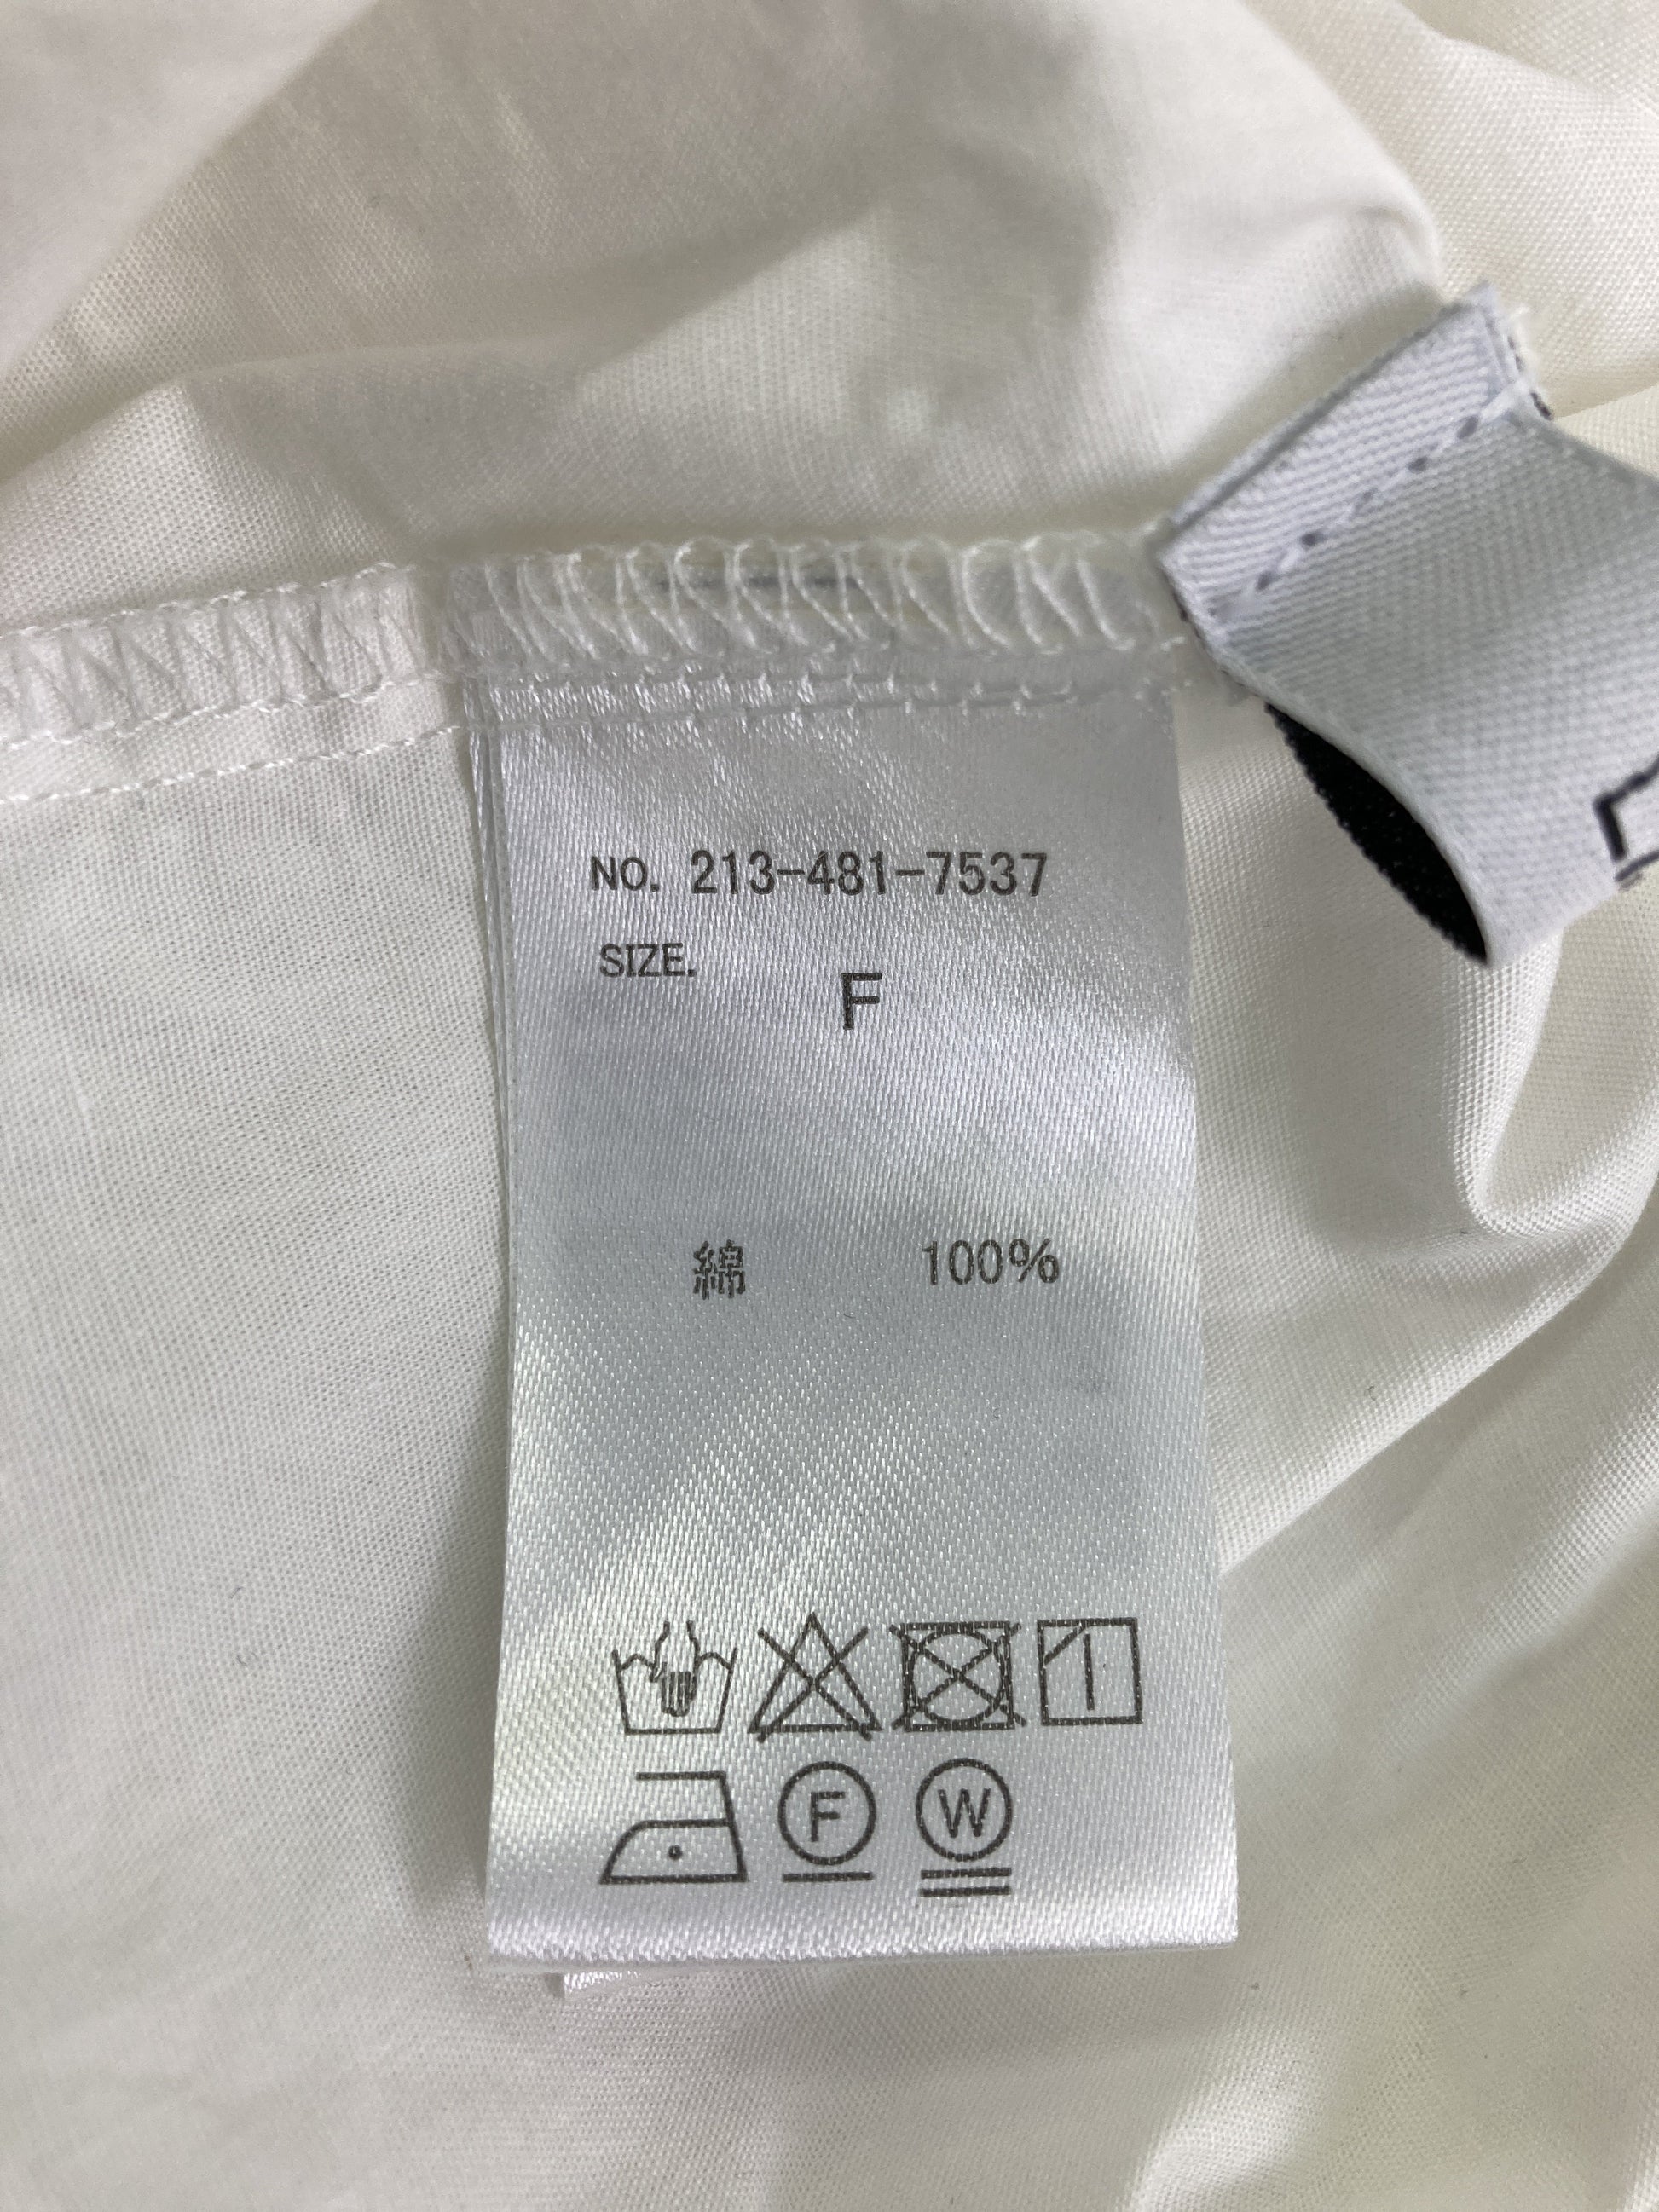 NO. 213-481-7537
SIZE.
F
綿 100%
F W